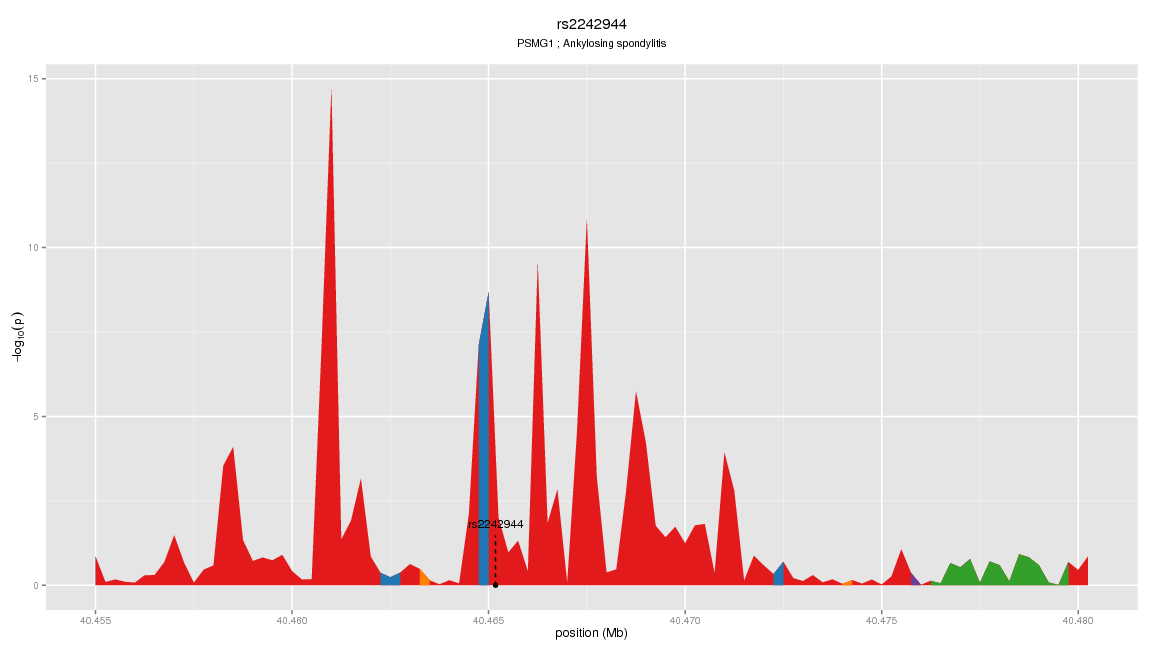 rs2242944
PSMG1 ; Ankylosing spondylitis
15
10
5
0
−log10(p)
rs2242944
40.455 40.460 40.465 40.470 40.475 40.480
position (Mb)